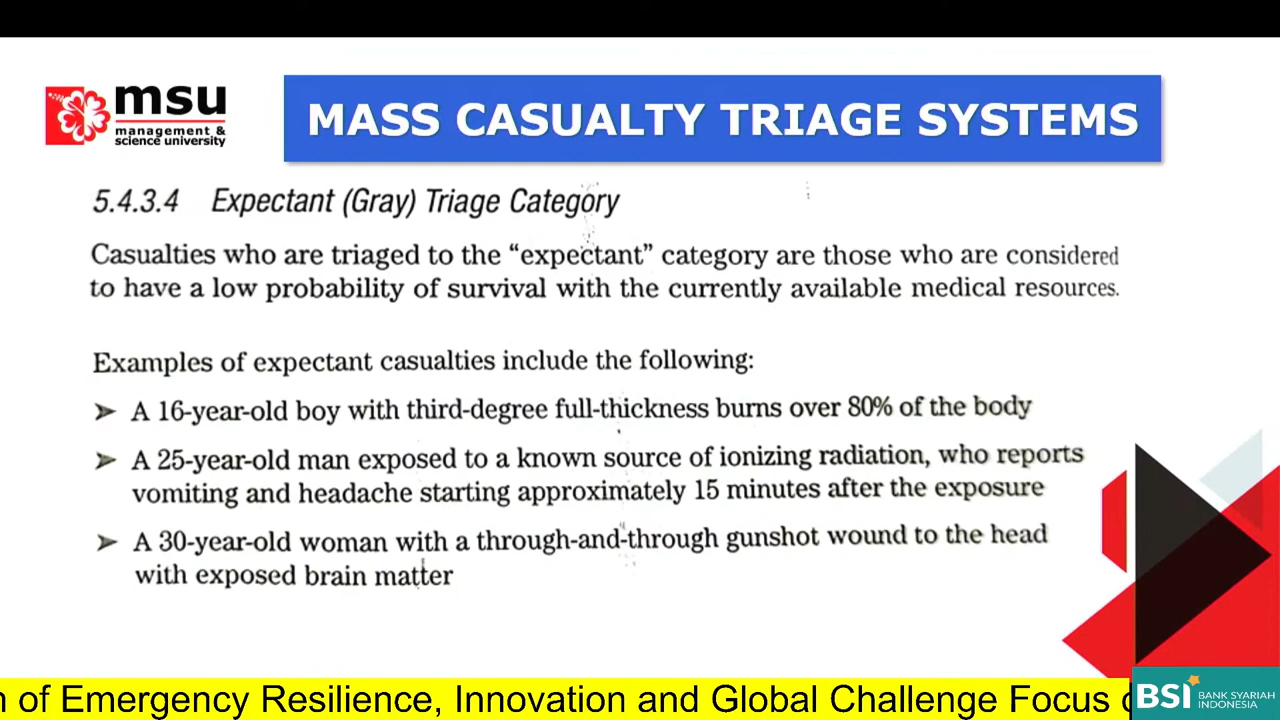 msu
management &
science university
MASS CASUALTY TRIAGE SYSTEMS
5.4.3.4 Expectant (Gray) Triage Category
Casualties who are triaged to the “expectant” category are those who are considered
to have a low probability of survival with the currently available medical resources.
Examples of expectant casualties include the following:
➤ A 16-year-old boy with third-degree full-thickness burns over 80% of the body
➤ A 25-year-old man exposed to a known source of ionizing radiation, who reports
vomiting and headache starting approximately 15 minutes after the exposure
➤ A 30-year-old woman with a through-and-through gunshot wound to the head
with exposed brain matter
of Emergency Resilience, Innovation and Global Challenge Focus
BSI BANK SYARIAH
INDONESIA